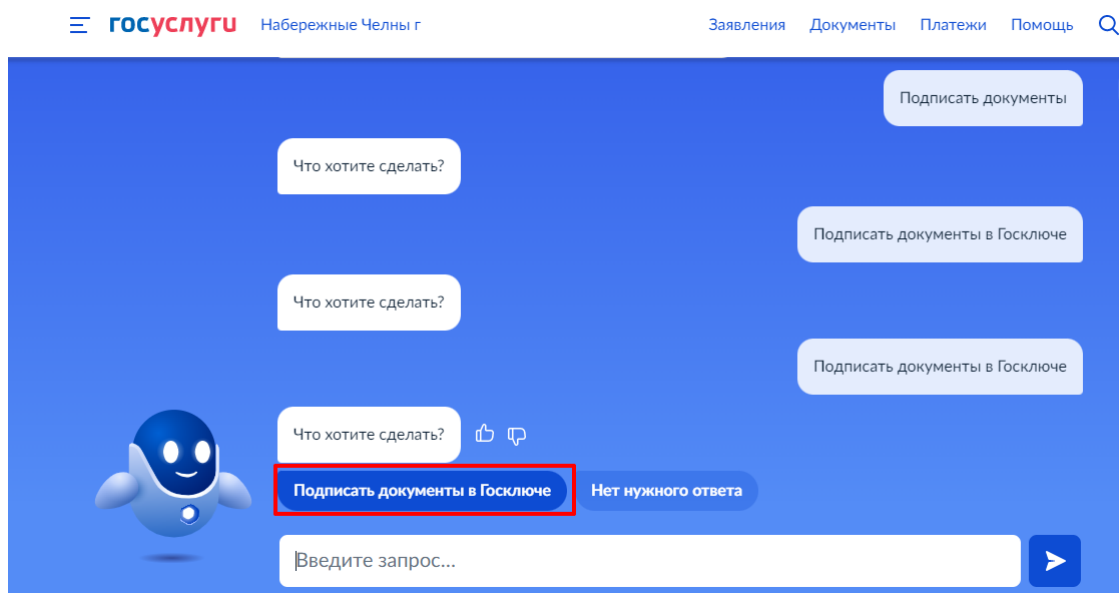 госуслуги Набережные Челны г Заявления Документы Платежи Помощь
Подписать документы
Что хотите сделать?
Подписать документы в Госключе
Что хотите сделать?
Подписать документы в Госключе
Что хотите сделать?
Подписать документы в Госключе Нет нужного ответа
Введите запрос...